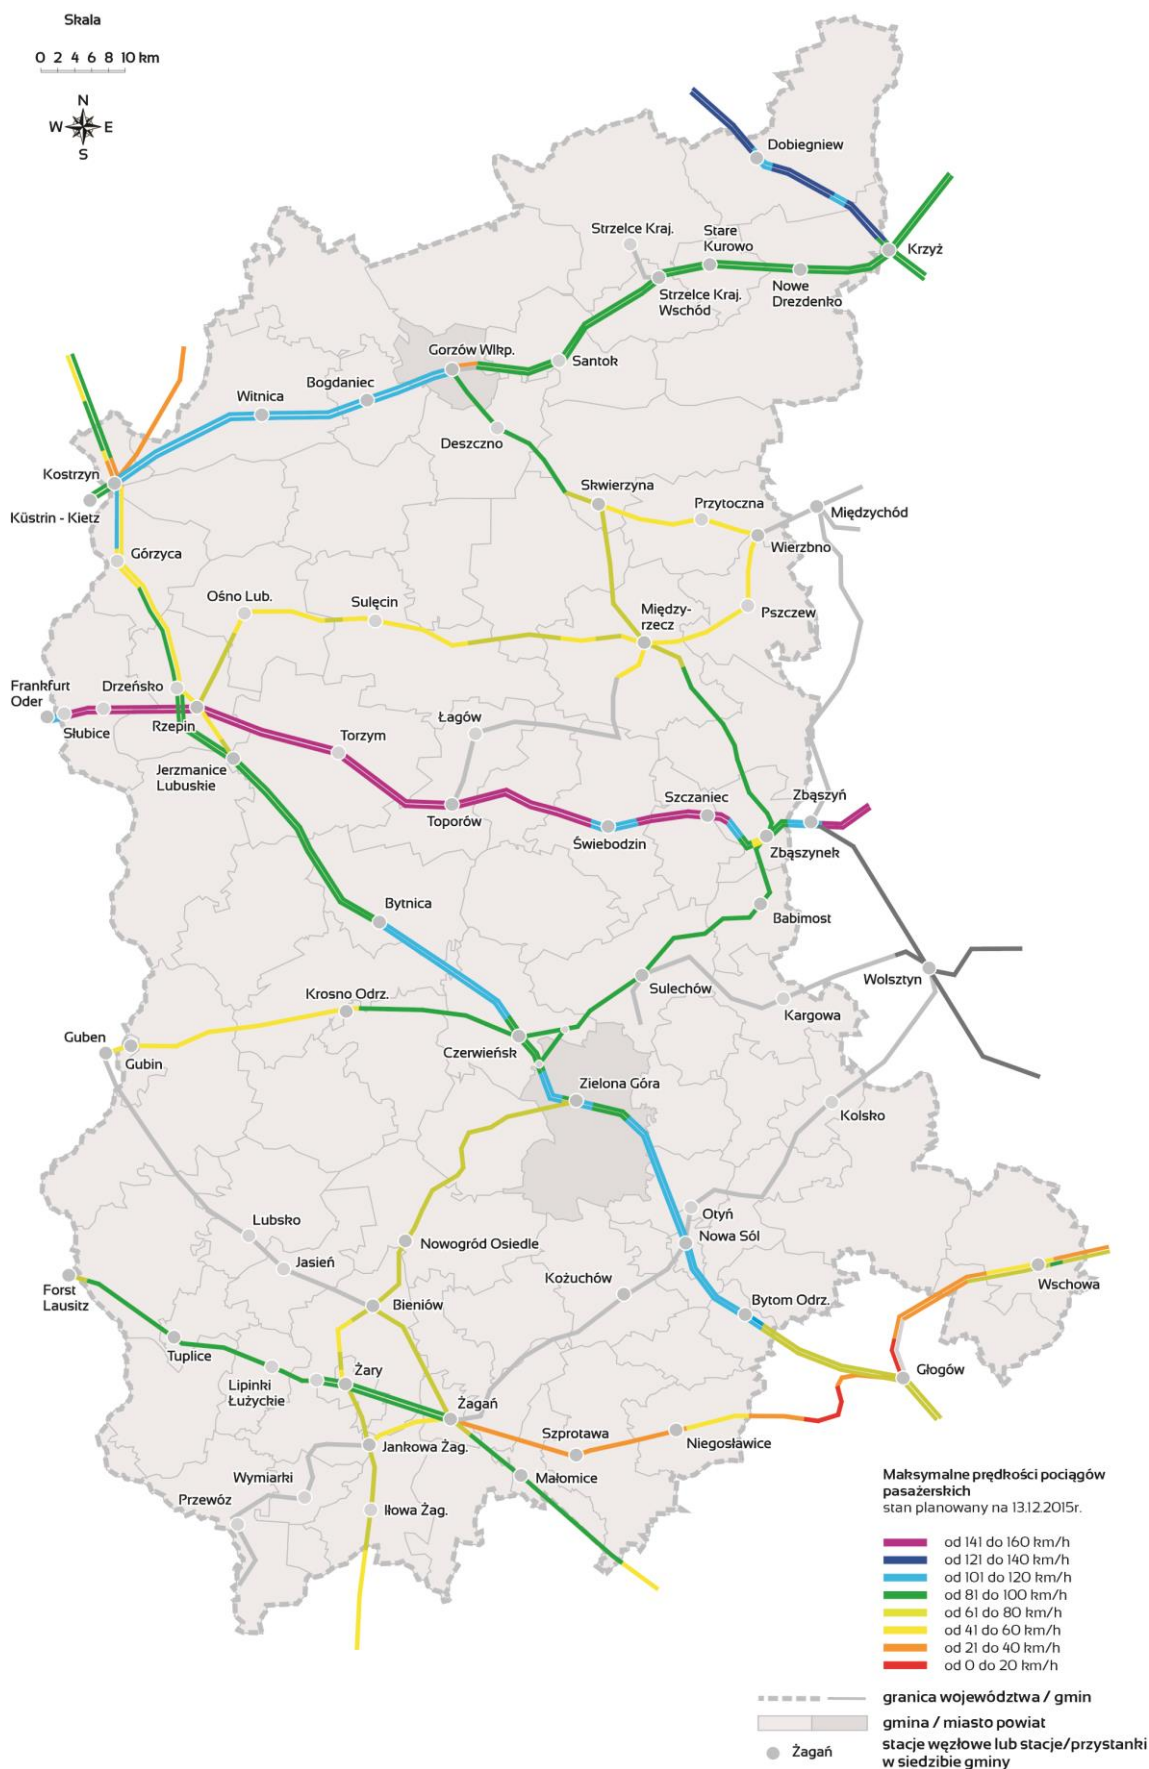 Skala
0 2 4 6 8 10 km
N
W E
S
Dobiegniew
Strzelce Kraj.
Stare
Kurowo
Krzyż
Strzelce Kraj.
Wschód
Nowe
Drezdenko
Gorzów Wlkp.
Santok
Bogdaniec
Witnica
Deszczno
Kostrzyn
Küstrin - Kietz
Skwierzyna
Przytoczna
Międzychód
Wierzbno
Górzyca
Ośno Lub.
Sulęcin
Między-
rzecz
Pszczew
Frankfurt
Oder
Drzeńsko
Słubice
Rzepin
Łagów
Torzym
Jerzmanice
Lubuskie
Toporów
Szczaniec
Zbąszyń
Świebodzin
Zbąszynek
Bytnica
Babimost
Sulechów
Wolsztyn
Krosno Odrz.
Kargowa
Guben
Gubin
Czerwieńsk
Zielona Góra
Kolsko
Lubsko
Otyń
Nowogród Osiedle
Nowa Sól
Jasień
Kożuchów
Wschowa
Forst
Lausitz
Bieniów
Bytom Odrz.
Tuplice
Żary
Głogów
Lipinki
Łużyckie
Żagań
Szprotawa
Niegosławice
Jankowa Żag.
Wymiarki
Małomice
Przewóz
Iłowa Żag.
Maksymalne prędkości pociągów
pasażerskich
stan planowany na 13.12.2015r.
od 141 do 160 km/h
od 121 do 140 km/h
od 101 do 120 km/h
od 81 do 100 km/h
od 61 do 80 km/h
od 41 do 60 km/h
od 21 do 40 km/h
od 0 do 20 km/h
granica województwa / gmin
gmina / miasto powiat
Żagań
stacje węzłowe lub stacje/przystanki
w siedzibie gminy